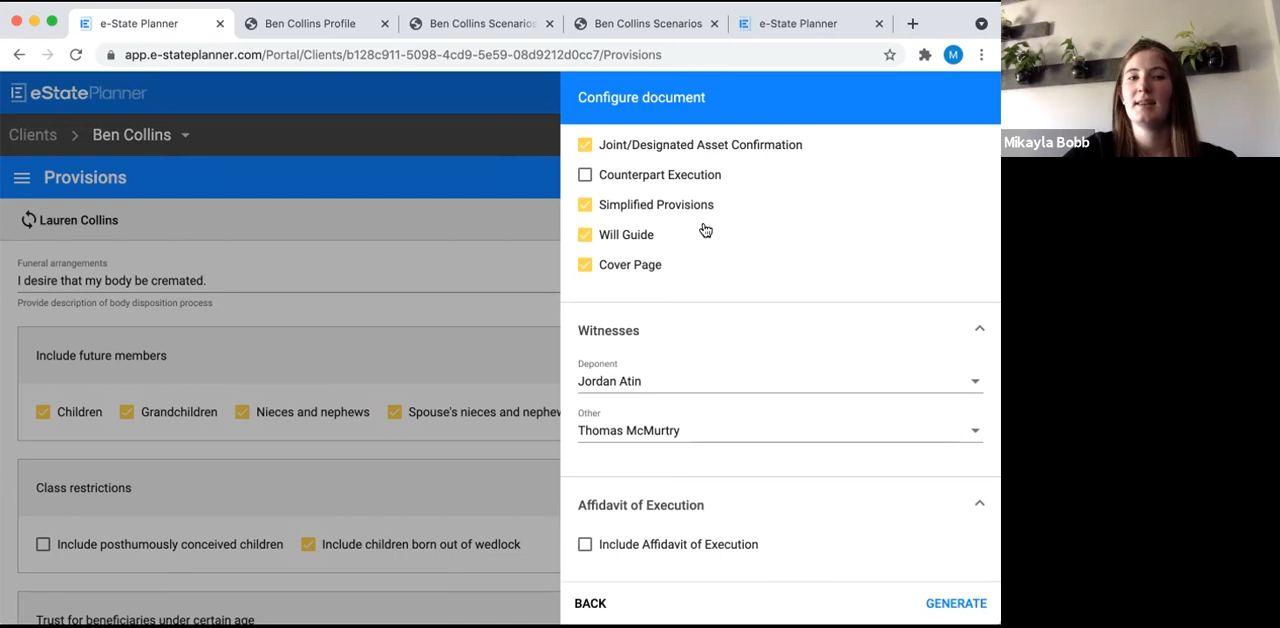 e-State Planner
Ben Collins Profile
Ben Collins Scenarios
Ben Collins Scenarios
e-State Planner
app.e-stateplanner.com/Portal/Clients/b128c911-5098-4cd9-5e59-08d9212d0cc7/Provisions
M
eStatePlanner
Clients > Ben Collins
Provisions
Lauren Collins
Funeral arrangements
I desire that my body be cremated.
Provide description of body disposition process
Include future members
Children Grandchildren Nieces and nephews Spouse's nieces and nephew
Class restrictions
Include posthumously conceived children Include children born out of wedlock
Trust for beneficiaries under certain age
Configure document
Joint/Designated Asset Confirmation
Counterpart Execution
Simplified Provisions
Will Guide
Cover Page
Witnesses
Deponent
Jordan Atin
Other
Thomas McMurtry
Affidavit of Execution
Include Affidavit of Execution
BACK GENERATE
Mikayla Bobb